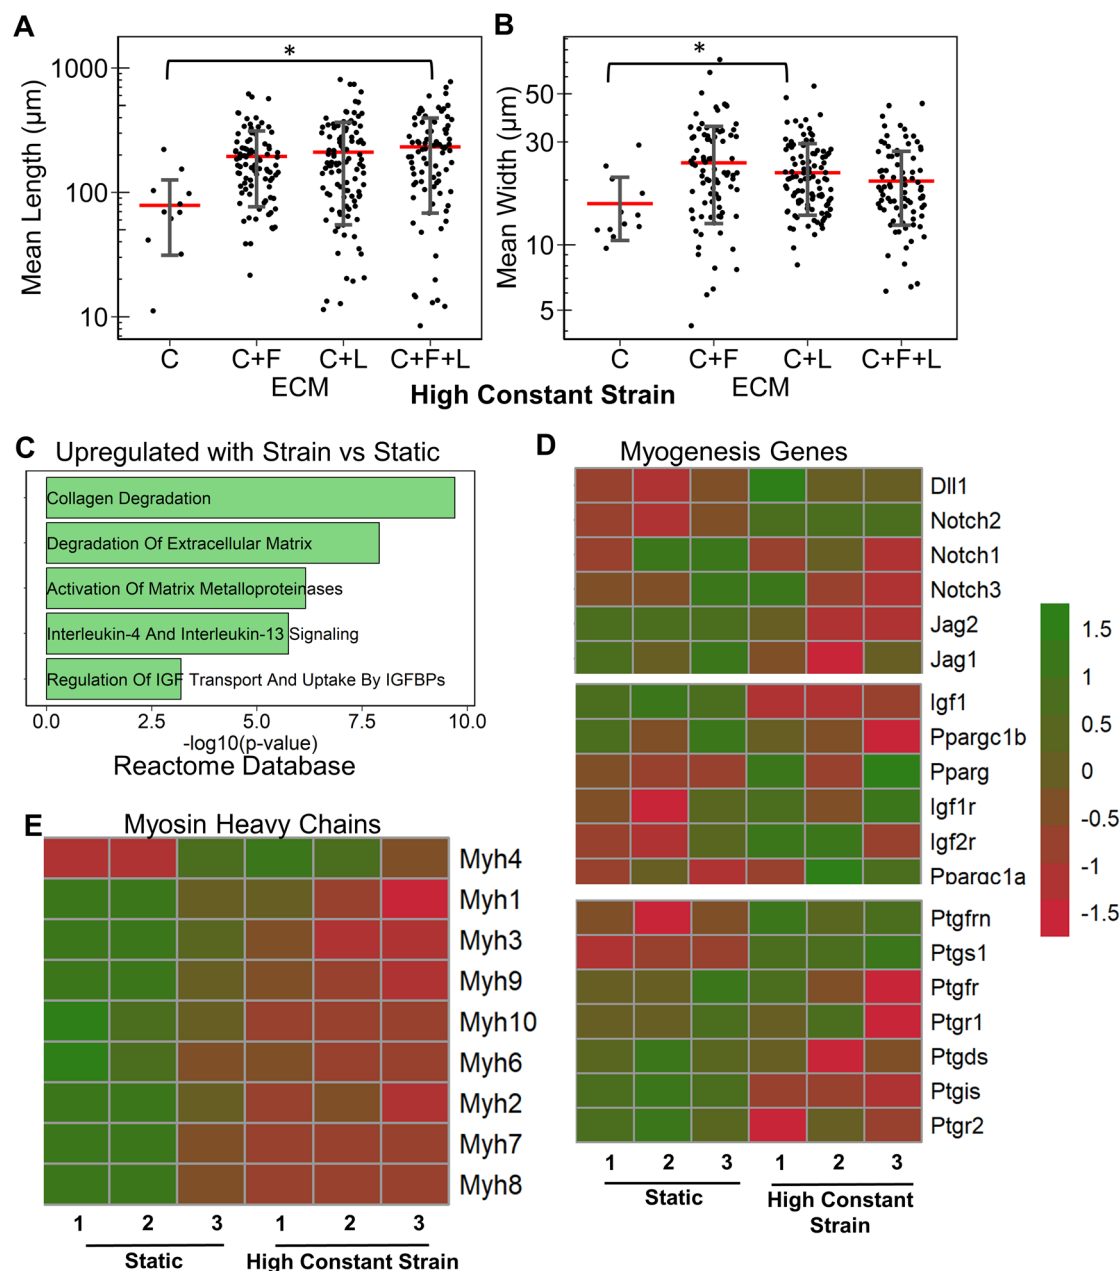 A
B
*
*
1000
100
10
Mean Length (µm)
50
30
10
5
Mean Width (µm)
C
C+F
C+L
C+F+L
ECM
C
C+F
C+L
C+F+L
ECM
High Constant Strain
C
Upregulated with Strain vs Static
Collagen Degradation
Degradation Of Extracellular Matrix
Activation Of Matrix Metalloproteinases
Interleukin-4 And Interleukin-13 Signaling
Regulation Of IGF Transport And Uptake By IGFBPs
0.0
2.5
5.0
7.5
10.0
-log10(p-value)
Reactome Database
D
Myogenesis Genes
Dll1
Notch2
Notch1
Notch3
Jag2
Jag1
Igf1
Ppargc1b
Pparg
Igf1r
Igf2r
Ppargc1a
Ptgfrn
Ptgs1
Ptgfr
Ptgr1
Ptgds
Ptgis
Ptgr2
1 2 3 1 2 3
Static
High Constant
Strain
1.5
1
0.5
0
-0.5
-1
-1.5
E
Myosin Heavy Chains
Myh4
Myh1
Myh3
Myh9
Myh10
Myh6
Myh2
Myh7
Myh8
1 2 3 1 2 3
Static
High Constant Strain